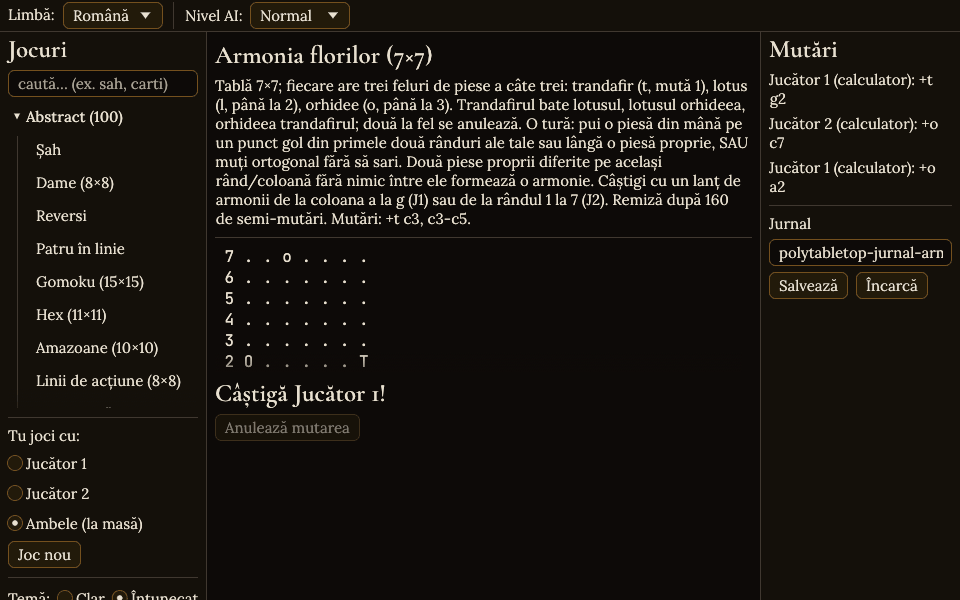 Limbă: Română Nivel AI: Normal
Jocuri
caută... (ex. sah, carti)
Abstract (100)
Șah
Dame (8×8)
Reversi
Patru în linie
Gomoku (15×15)
Hex (11×11)
Amazoane (10×10)
Linii de acțiune (8×8)
Tu joci cu:
Jucător 1
Jucător 2
Ambele (la masă)
Joc nou
Temă: Clar Întunecat
Armonia florilor (7×7)
Tablă 7×7; fiecare are trei feluri de piese a câte trei: trandafir (t, mută 1), lotus
(l, până la 2), orhidee (o, până la 3). Trandafirul bate lotusul, lotusul orhideea,
orhideea trandafirul; două la fel se anulează. O tură: pui o piesă din mână pe
un punct gol din primele două rânduri ale tale sau lângă o piesă proprie, SAU
muți ortogonal fără să sari. Două piese proprii diferite pe același
rând/coloană fără nimic între ele formează o armonie. Câștigi cu un lanț de
armonii de la coloana a la g (J1) sau de la rândul 1 la 7 (J2). Remiză după 160
de semi-mutări. Mutări: +t c3, c3-c5.
7 . . o . . . .
6 . . . . . . .
5 . . . . . . .
4 . . . . . . .
3 . . . . . . .
2 O . . . . . T
Câștigă Jucător 1!
Anulează mutarea
Mutări
Jucător 1 (calculator): +t
g2
Jucător 2 (calculator): +o
c7
Jucător 1 (calculator): +o
a2
Jurnal
polytabletop-jurnal-arn
Salvează Încarcă